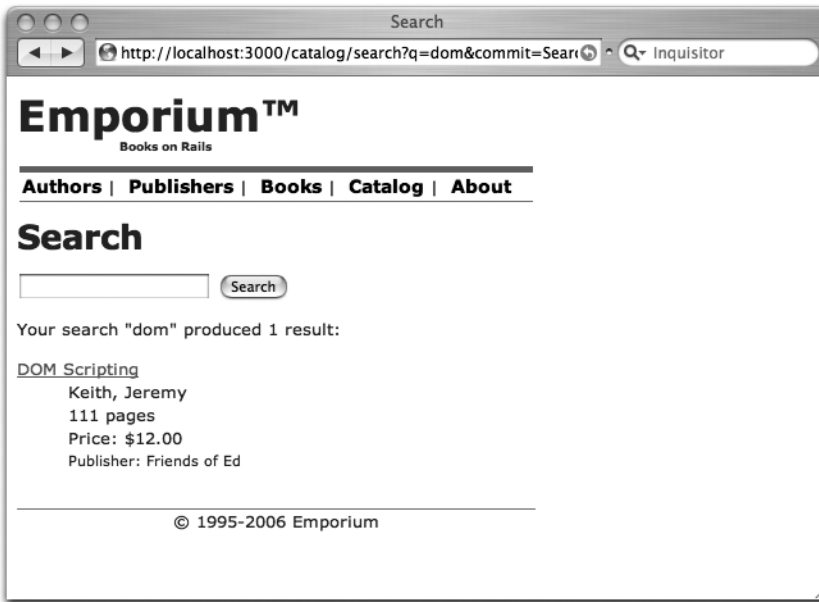 Search
http://localhost:3000/catalog/search?q=dom&commit=Sear
Inquisitor
Emporium™
Books on Rails
Authors | Publishers | Books | Catalog | About
Search
Search
Your search "dom" produced 1 result:
DOM Scripting
Keith, Jeremy
111 pages
Price: $12.00
Publisher: Friends of Ed
© 1995-2006 Emporium